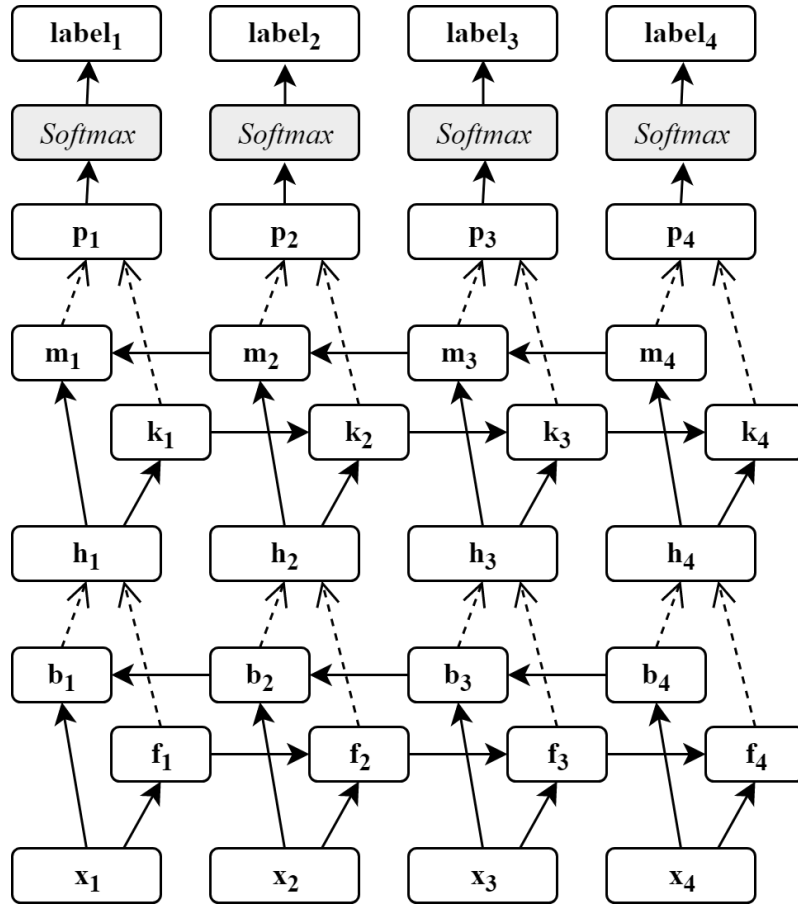 label1 label2 label3 label4
Softmax Softmax Softmax Softmax
p1 p2 p3 p4
m1 m2 m3 m4
k1 k2 k3 k4
h1 h2 h3 h4
b1 b2 b3 b4
f1 f2 f3 f4
x1 x2 x3 x4